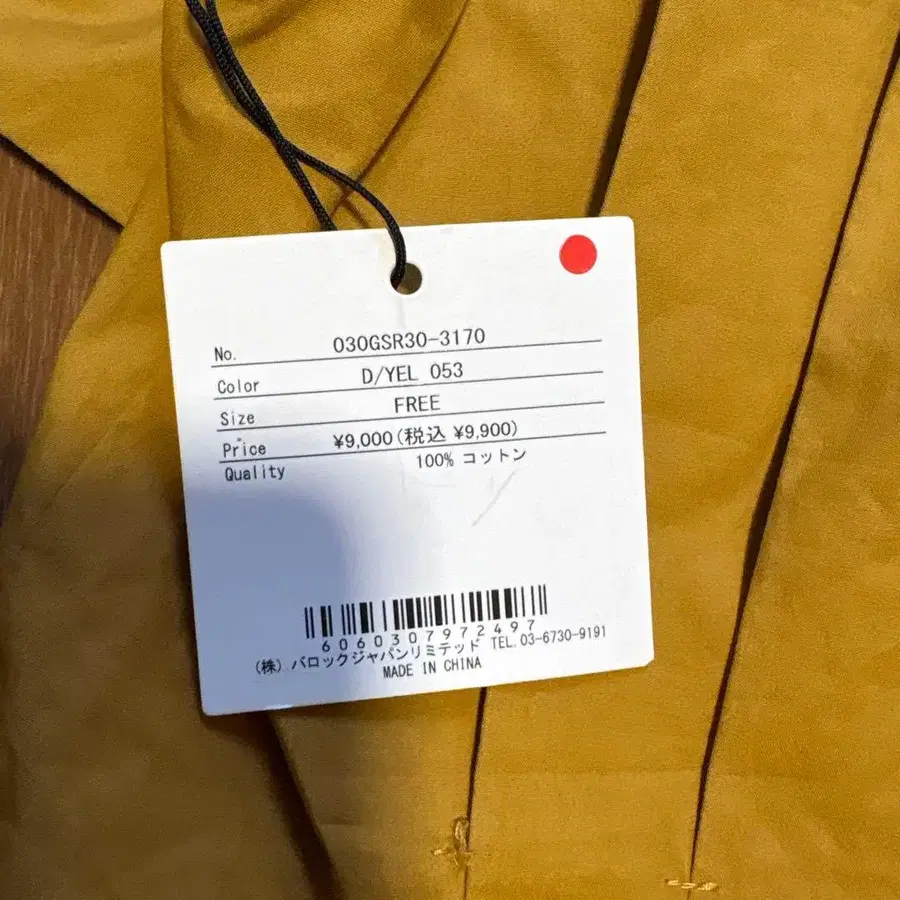 No. 030GSR30-3170
Color D/YEL 053
Size FREE
Price ¥9,000(税込 ¥9,900)
Quality 100% コットン
6060307972497
(株) バロックジャパンリミテッド TEL.03-6730-9191
MADE IN CHINA